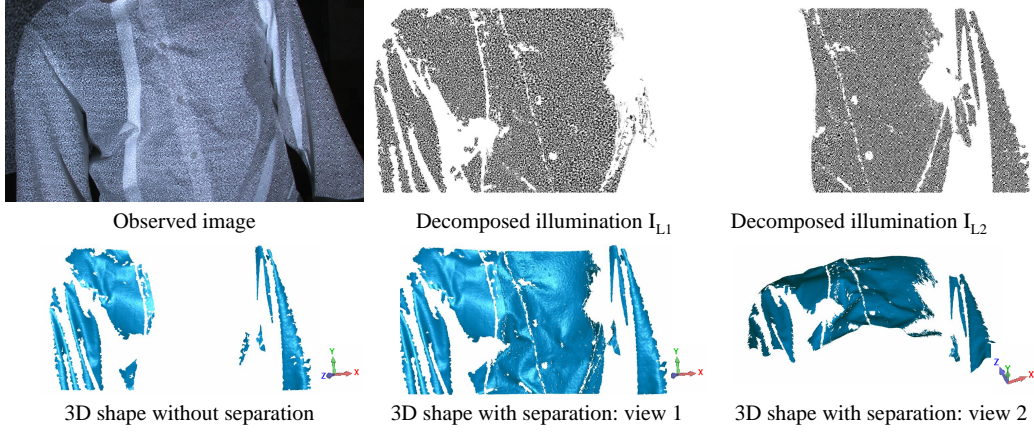 Observed image
Decomposed illumination I_L1
Decomposed illumination I_L2
Y
Z
X
Y
Z
X
Z
Y
X
3D shape without separation
3D shape with separation: view 1
3D shape with separation: view 2